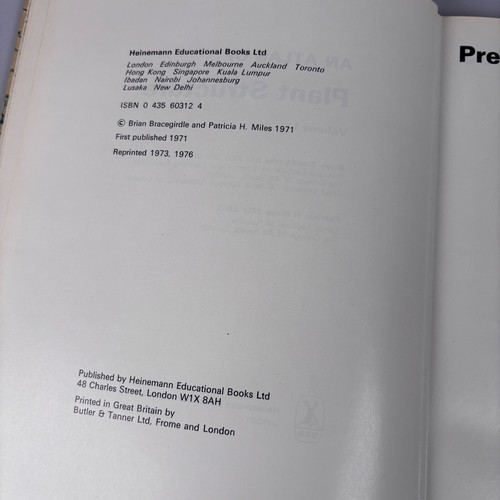 Heinemann Educational Books Ltd
London Edinburgh Melbourne Auckland Toronto
Hong Kong Singapore Kuala Lumpur
Ibadan Nairobi Johannesburg
Lusaka New Delhi
ISBN 0 435 60312 4
© Brian Bracegirdle and Patricia H. Miles 1971
First published 1971
Reprinted 1973, 1976
Published by Heinemann Educational Books Ltd
48 Charles Street, London W1X 8AH
Printed in Great Britain by
Butler & Tanner Ltd, Frome and London
Pre